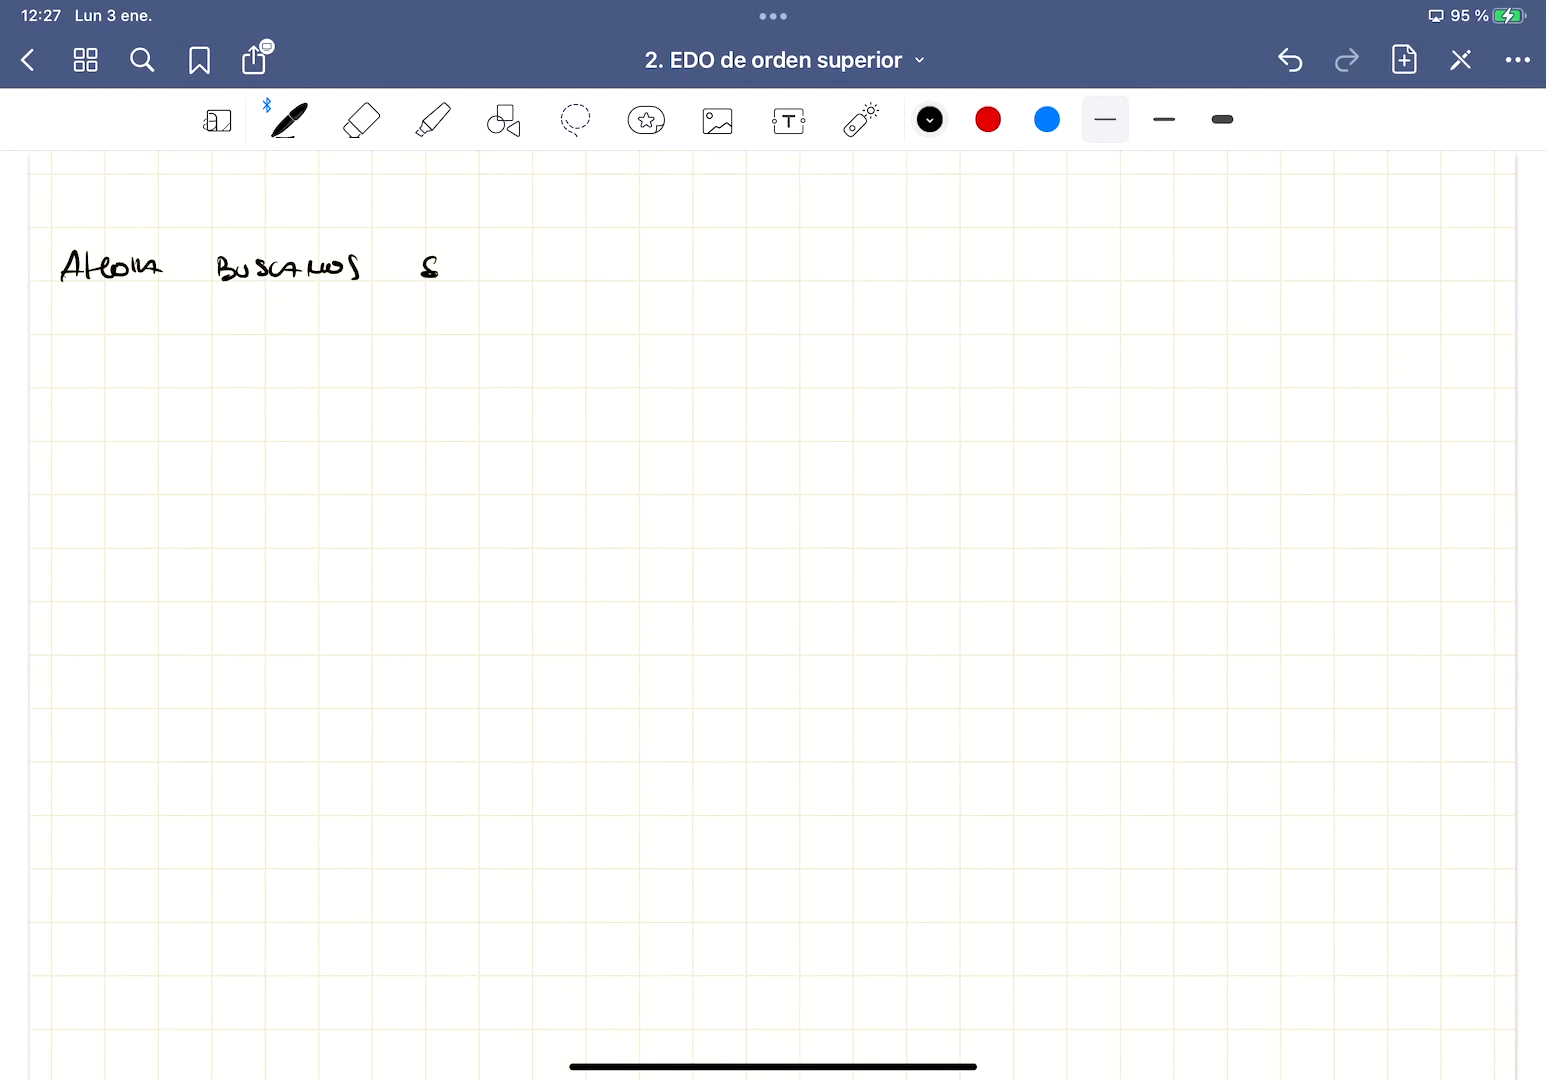 12:27 Lun 3 ene. 95 %
2. EDO de orden superior
T
AHORA BUSCAMOS S